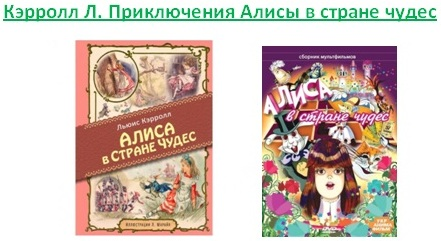 Кэрролл Л. Приключения Алисы в стране чудес
Льюис Кэрролл
АЛИСА
В СТРАНЕ ЧУДЕС
сборник мультфильмов
АЛИСА
в стране чудес